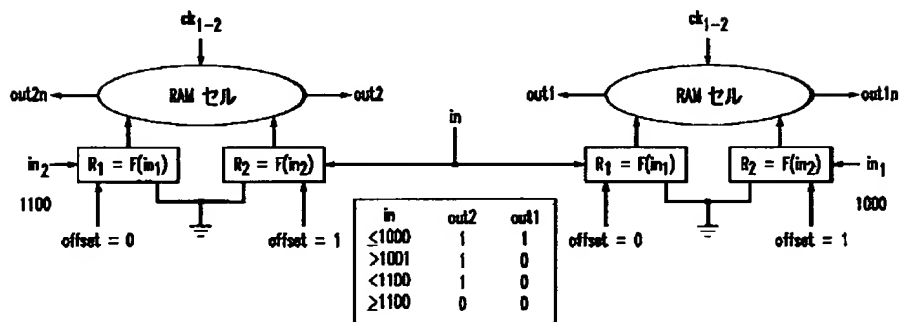 ck1-2
ck1-2
out2n
RAM セル
out2
in
out1
RAM セル
out1n
in2
R1 = F(in1)
R2 = F(in2)
R1 = F(in1)
R2 = F(in2)
in1
1100
1000
offset = 0
offset = 1
offset = 0
offset = 1
in out2 out1
≤1000 1 1
>1001 1 0
<1100 1 0
≥1100 0 0